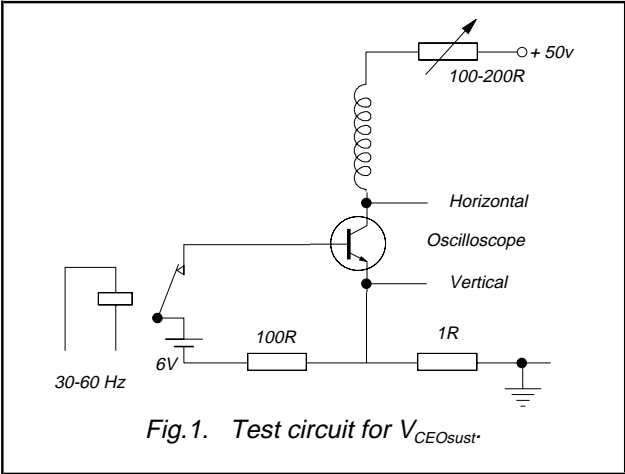 + 50v
100-200R
Horizontal
Oscilloscope
Vertical
100R
1R
6V
30-60 Hz
Fig.1. Test circuit for VCEOsust.